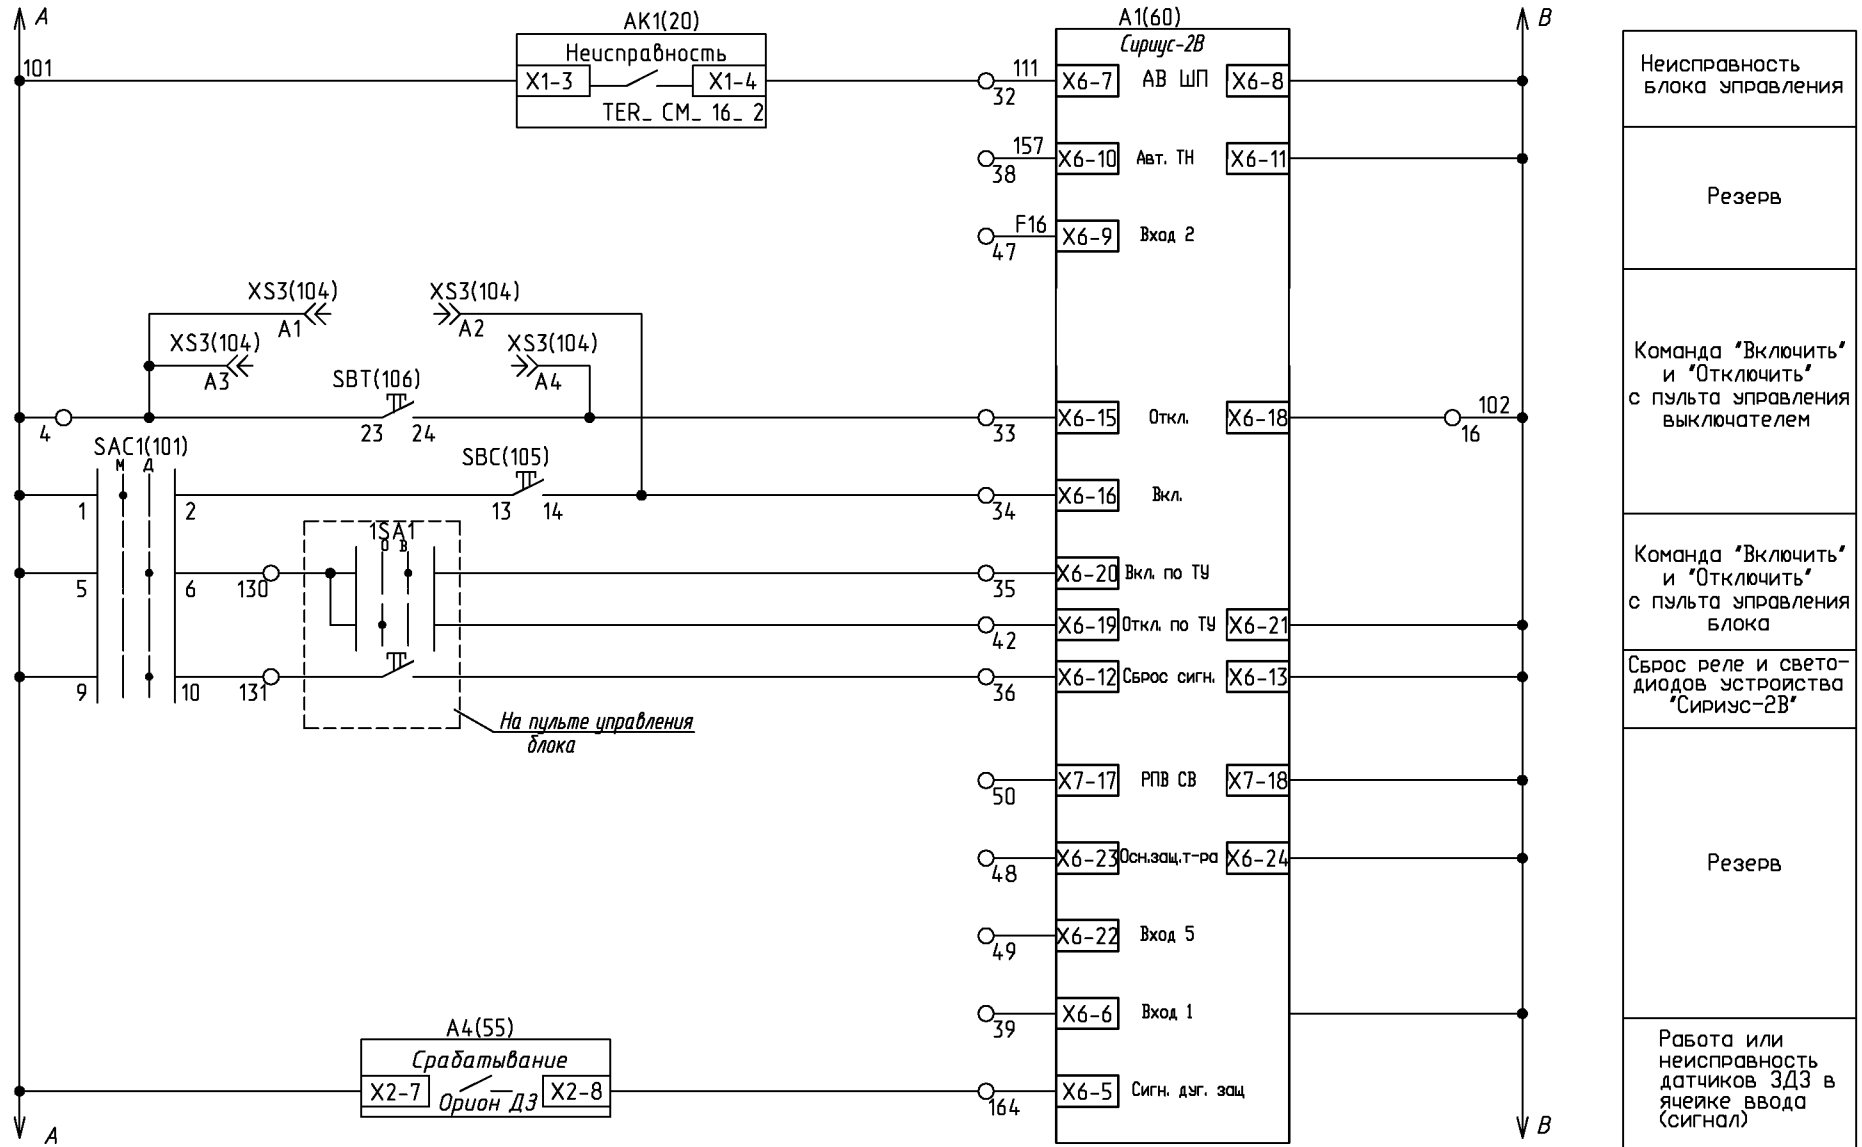 A
101
AK1(20)
Неисправность
X1-3
X1-4
TER_ CM_ 16_ 2
A1(60)
Сириус-2В
B
111
32
X6-7
АВ ШП
X6-8
Неисправность
блока управления
157
38
X6-10
Авт. ТН
X6-11
Резерв
F16
47
X6-9
Вход 2
XS3(104)
A1
XS3(104)
A2
XS3(104)
A3
XS3(104)
A4
SBT(106)
4
23
24
33
X6-15
Откл.
X6-18
102
16
Команда "Включить"
и "Отключить"
с пульта управления
выключателем
SAC1(101)
М Д
SBC(105)
1
2
13
14
34
X6-16
Вкл.
1SA1
О В
5
6
130
35
X6-20
Вкл. по ТУ
42
X6-19
Откл. по ТУ
X6-21
Команда "Включить"
и "Отключить"
с пульта управления
блока
9
10
131
36
X6-12
Сброс сигн.
X6-13
Сброс реле и свето-
диодов устройства
"Сириус-2В"
На пульте управления
блока
50
X7-17
РПВ СВ
X7-18
48
X6-23
Осн.защ.т-ра
X6-24
Резерв
49
X6-22
Вход 5
39
X6-6
Вход 1
A4(55)
Срабатывание
X2-7
Орион ДЗ
X2-8
164
X6-5
Сигн. дуг. защ
Работа или
неисправность
датчиков ЗДЗ в
ячейке ввода
(сигнал)
A
B